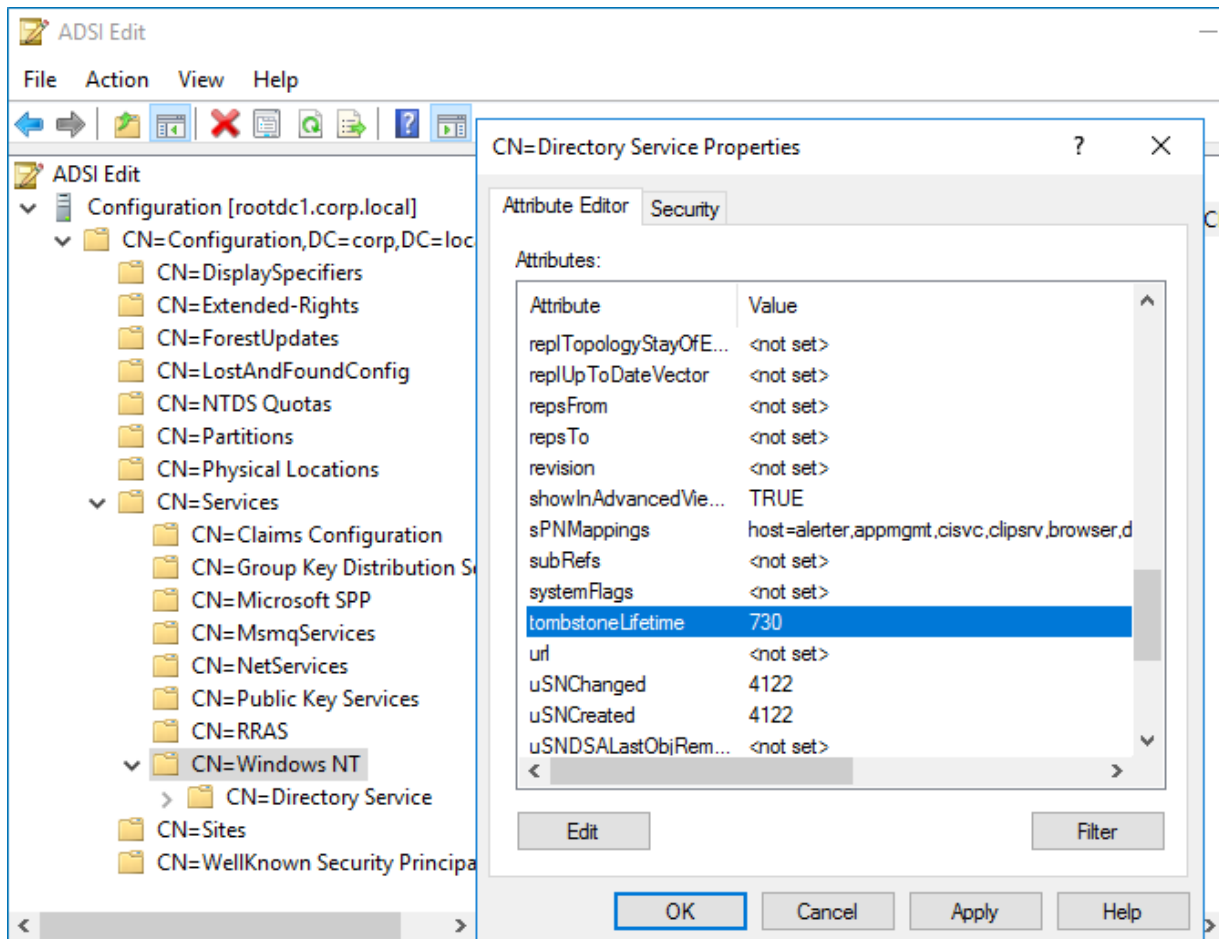 ADSI Edit
File Action View Help
ADSI Edit
Configuration [rootdc1.corp.local]
CN=Configuration,DC=corp,DC=loc
CN=DisplaySpecifiers
CN=Extended-Rights
CN=ForestUpdates
CN=LostAndFoundConfig
CN=NTDS Quotas
CN=Partitions
CN=Physical Locations
CN=Services
CN=Claims Configuration
CN=Group Key Distribution Se
CN=Microsoft SPP
CN=MsmqServices
CN=NetServices
CN=Public Key Services
CN=RRAS
CN=Windows NT
CN=Directory Service
CN=Sites
CN=WellKnown Security Principa
CN=Directory Service Properties ?
Attribute Editor Security
Attributes:
Attribute Value
replTopologyStayOfE... <not set>
replUpToDateVector <not set>
repsFrom <not set>
repsTo <not set>
revision <not set>
showInAdvancedVie... TRUE
sPNMappings host=alerter,appmgmt,cisvc,clipsrv,browser,d
subRefs <not set>
systemFlags <not set>
tombstoneLifetime 730
url <not set>
uSNChanged 4122
uSNCreated 4122
uSNDSALastObjRem... <not set>
Edit Filter
OK Cancel Apply Help